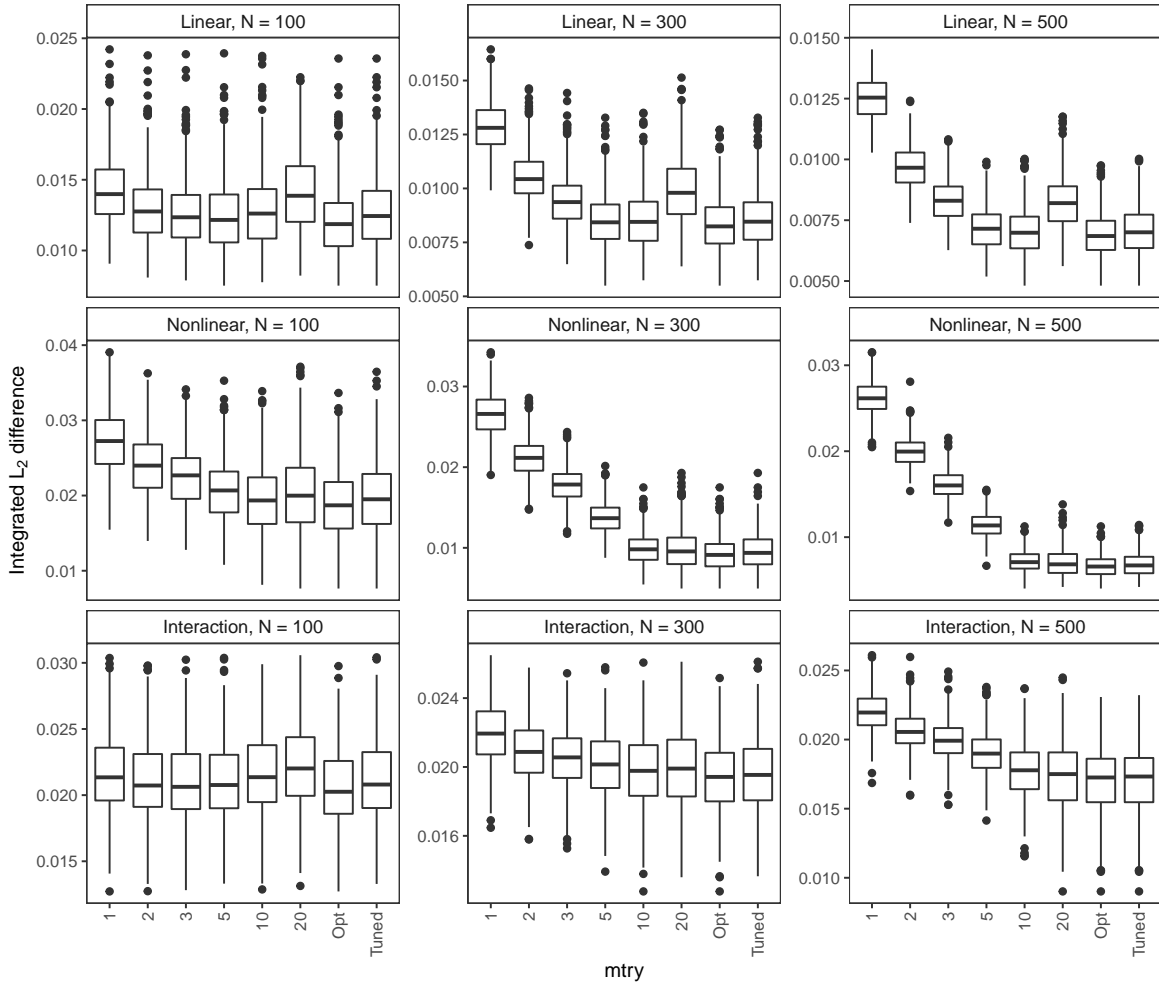 Linear, N = 100
Linear, N = 300
Linear, N = 500
0.025
0.020
0.015
0.010
0.0150
0.0125
0.0100
0.0075
0.0050
0.0150
0.0125
0.0100
0.0075
0.0050
Nonlinear, N = 100
Nonlinear, N = 300
Nonlinear, N = 500
0.04
0.03
0.02
0.01
0.03
0.02
0.01
0.03
0.02
0.01
Integrated L2 difference
Interaction, N = 100
Interaction, N = 300
Interaction, N = 500
0.030
0.025
0.020
0.015
0.024
0.020
0.016
0.025
0.020
0.015
0.010
1 2 3 5 10 20 Opt Tuned
1 2 3 5 10 20 Opt Tuned
1 2 3 5 10 20 Opt Tuned
mtry